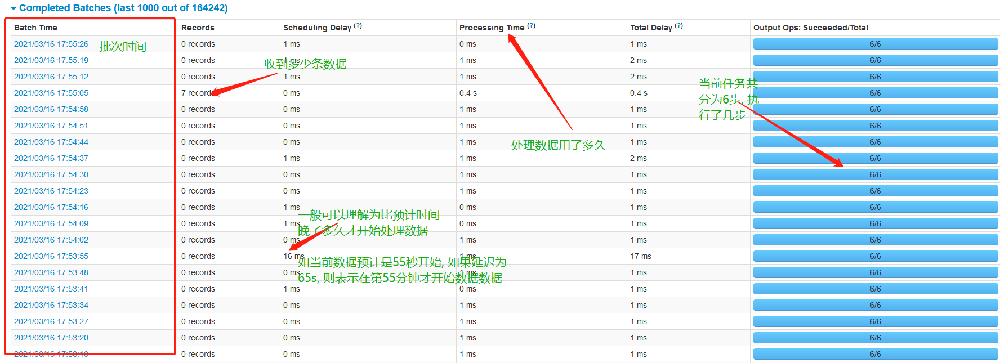 Completed Batches (last 1000 out of 164242)
Batch Time Records Scheduling Delay (?) Processing Time (?) Total Delay (?) Output Ops: Succeeded/Total
2021/03/16 17:55:26 0 records 1 ms 0 ms 1 ms 6/6
批次时间
2021/03/16 17:55:19 0 records 1 ms 1 ms 2 ms 6/6
收到多少条数据
2021/03/16 17:55:12 0 records 1 ms 1 ms 2 ms 6/6
当前任务共
2021/03/16 17:55:05 7 records 0 ms 0.4 s 0.4 s 6/6
分为6步, 执
2021/03/16 17:54:58 0 records 0 ms 1 ms 1 ms 6/6
行了几步
2021/03/16 17:54:51 0 records 0 ms 1 ms 1 ms 6/6
2021/03/16 17:54:44 0 records 0 ms 1 ms 1 ms 6/6
处理数据用了多久
2021/03/16 17:54:37 0 records 1 ms 1 ms 2 ms 6/6
2021/03/16 17:54:30 0 records 0 ms 1 ms 1 ms 6/6
2021/03/16 17:54:23 0 records 0 ms 1 ms 1 ms 6/6
2021/03/16 17:54:16 0 records 1 ms 0 ms 1 ms 6/6
一般可以理解为比预计时间
2021/03/16 17:54:09 0 records 1 ms 0 ms 1 ms 6/6
晚了多久才开始处理数据
2021/03/16 17:54:02 0 records 0 ms 1 ms 1 ms 6/6
2021/03/16 17:53:55 0 records 16 ms 1 ms 17 ms 6/6
如当前数据预计是55秒开始, 如果延迟为
2021/03/16 17:53:48 0 records 0 ms 1 ms 1 ms 6/6
65s, 则表示在第55分钟才开始数据数据
2021/03/16 17:53:41 0 records 1 ms 0 ms 1 ms 6/6
2021/03/16 17:53:34 0 records 0 ms 1 ms 1 ms 6/6
2021/03/16 17:53:27 0 records 0 ms 1 ms 1 ms 6/6
2021/03/16 17:53:20 0 records 0 ms 1 ms 1 ms 6/6
2021/03/16 17:53:13 0 records 0 ms 1 ms 1 ms 6/6